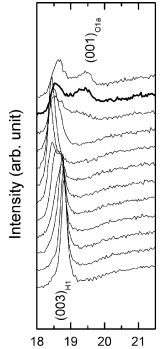 (001)O1a
Intensity (arb. unit)
(003)H1
18 19 20 21